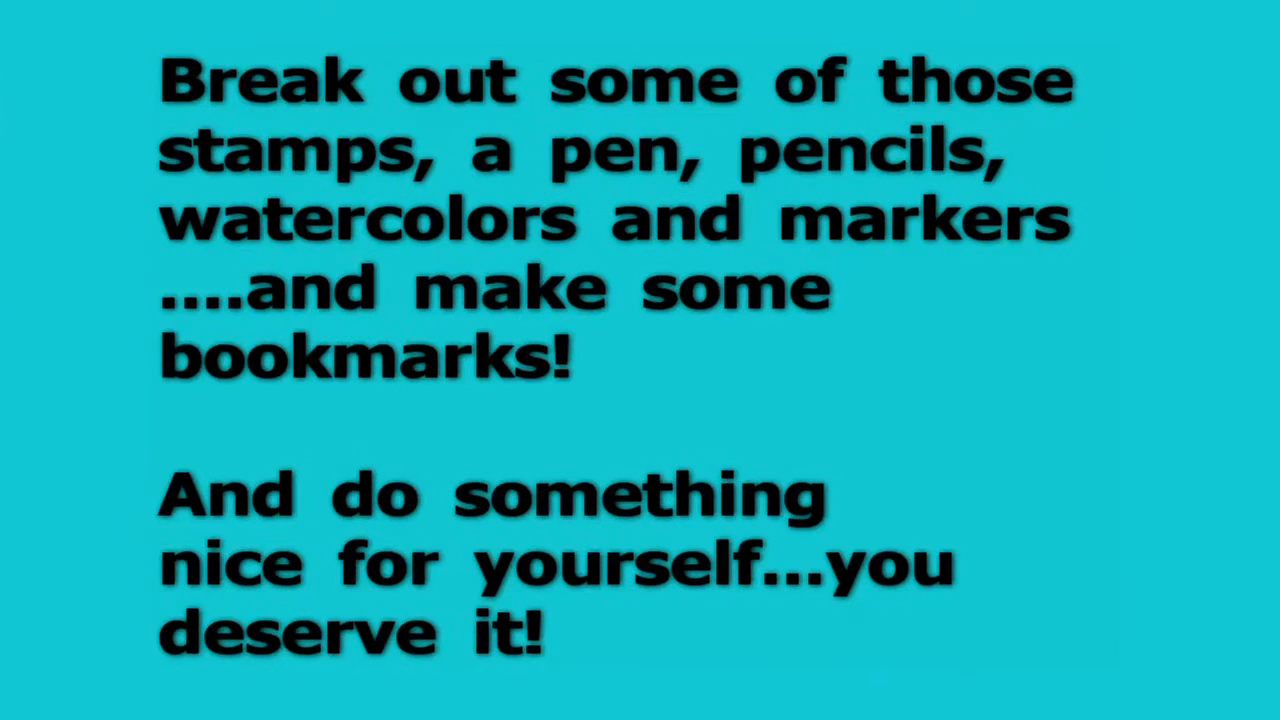 Break out some of those
stamps, a pen, pencils,
watercolors and markers
....and make some
bookmarks!
And do something
nice for yourself...you
deserve it!